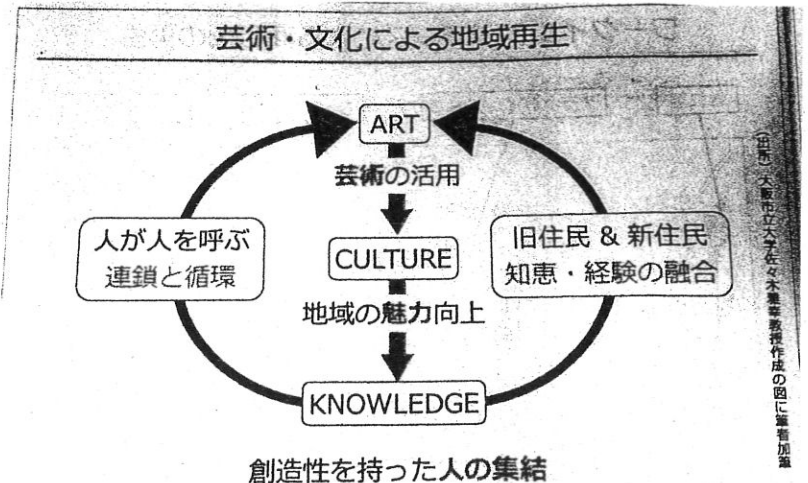 芸術・文化による地域再生
ART
芸術の活用
人が人を呼ぶ
連鎖と循環
CULTURE
旧住民 & 新住民
知恵・経験の融合
地域の魅力向上
KNOWLEDGE
創造性を持った人の集結
(出所) 大阪市立大学佐々木雅幸教授作成の図に筆者加筆